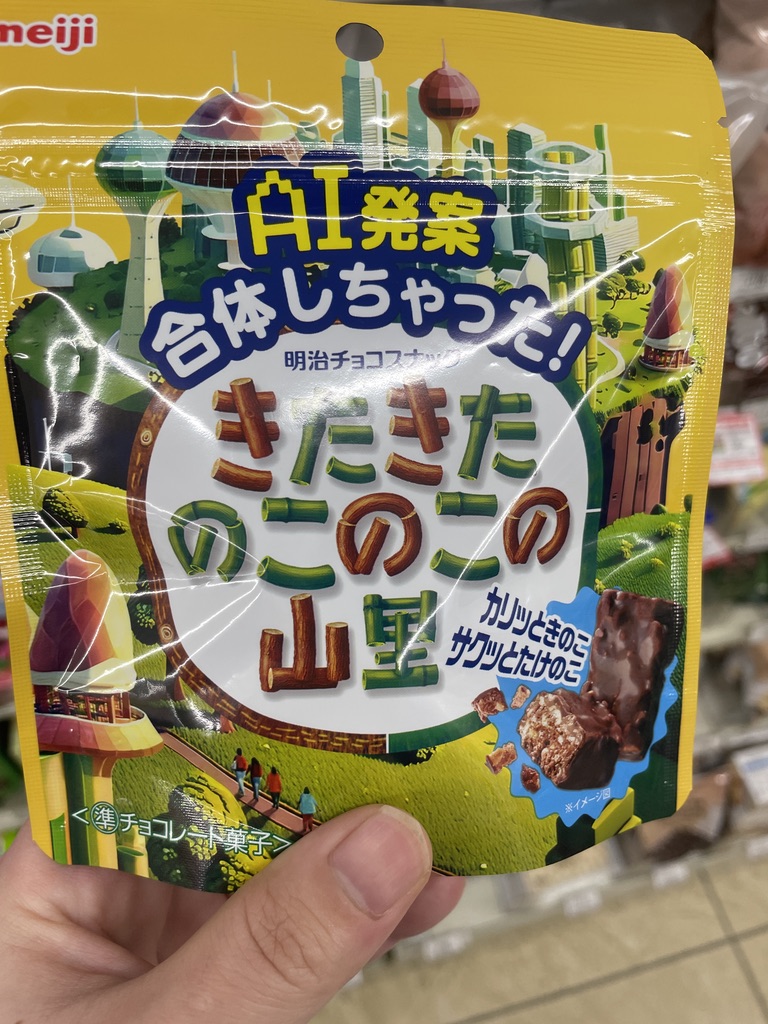 meiji
AI発案
合体しちゃった!
明治チョコスナック
きたきた
のこのこの
山里
カリッときのこ
サクッとたけのこ
※イメージ図
<準チョコレート菓子>